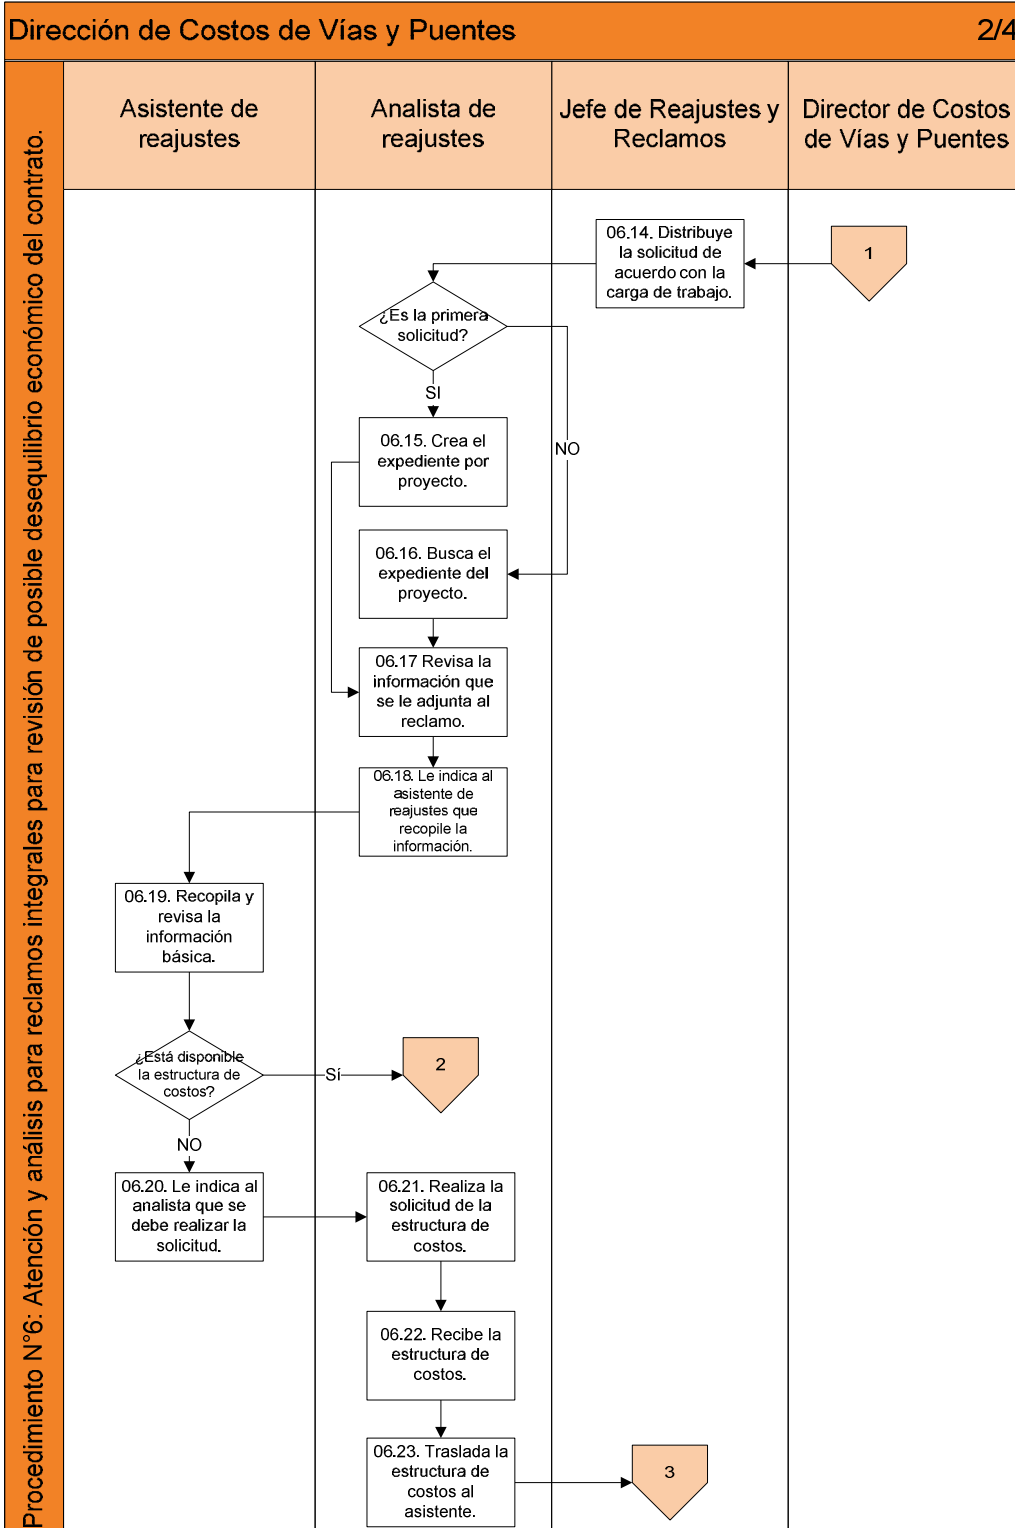 Dirección de Costos de Vías y Puentes
2/4
Procedimiento N°6: Atención y análisis para reclamos integrales para revisión de posible desequilibrio económico del contrato.
Asistente de
reajustes
Analista de
reajustes
Jefe de Reajustes y
Reclamos
Director de Costos
de Vías y Puentes
06.14. Distribuye
la solicitud de
acuerdo con la
carga de trabajo.
1
¿Es la primera
solicitud?
SI
NO
06.15. Crea el
expediente por
proyecto.
06.16. Busca el
expediente del
proyecto.
06.17 Revisa la
información que
se le adjunta al
reclamo.
06.18. Le indica al
asistente de
reajustes que
recopile la
información.
06.19. Recopila y
revisa la
información
básica.
¿Está disponible
la estructura de
costos?
Sí
2
NO
06.20. Le indica al
analista que se
debe realizar la
solicitud.
06.21. Realiza la
solicitud de la
estructura de
costos.
06.22. Recibe la
estructura de
costos.
06.23. Traslada la
estructura de
costos al
asistente.
3